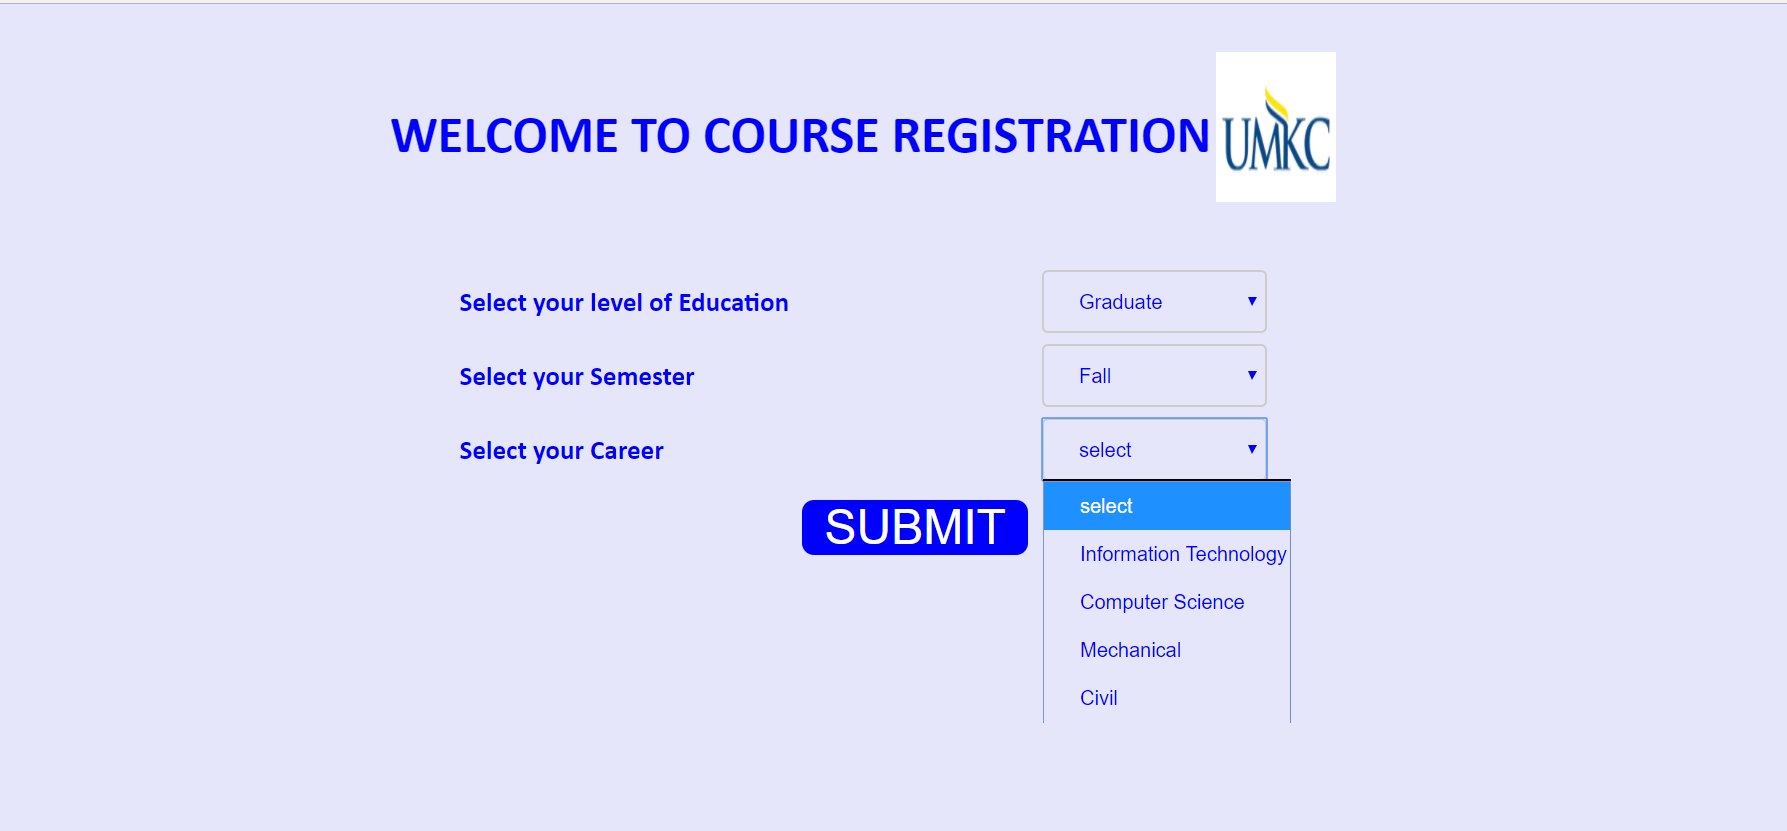 WELCOME TO COURSE REGISTRATION UMKC
Select your level of Education Graduate
Select your Semester Fall
Select your Career select
SUBMIT
select
Information Technology
Computer Science
Mechanical
Civil